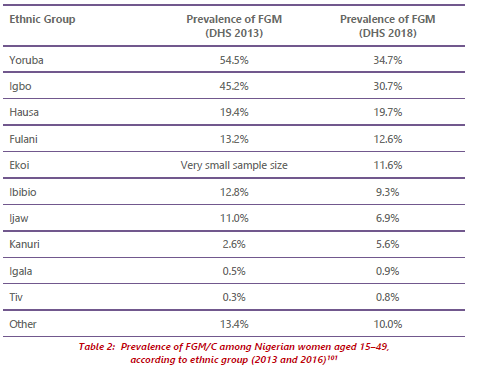 Ethnic Group Prevalence of FGM (DHS 2013) Prevalence of FGM (DHS 2018)
Yoruba 54.5% 34.7%
Igbo 45.2% 30.7%
Hausa 19.4% 19.7%
Fulani 13.2% 12.6%
Ekoi Very small sample size 11.6%
Ibibio 12.8% 9.3%
Ijaw 11.0% 6.9%
Kanuri 2.6% 5.6%
Igala 0.5% 0.9%
Tiv 0.3% 0.8%
Other 13.4% 10.0%
Table 2: Prevalence of FGM/C among Nigerian women aged 15–49,
according to ethnic group (2013 and 2016)101